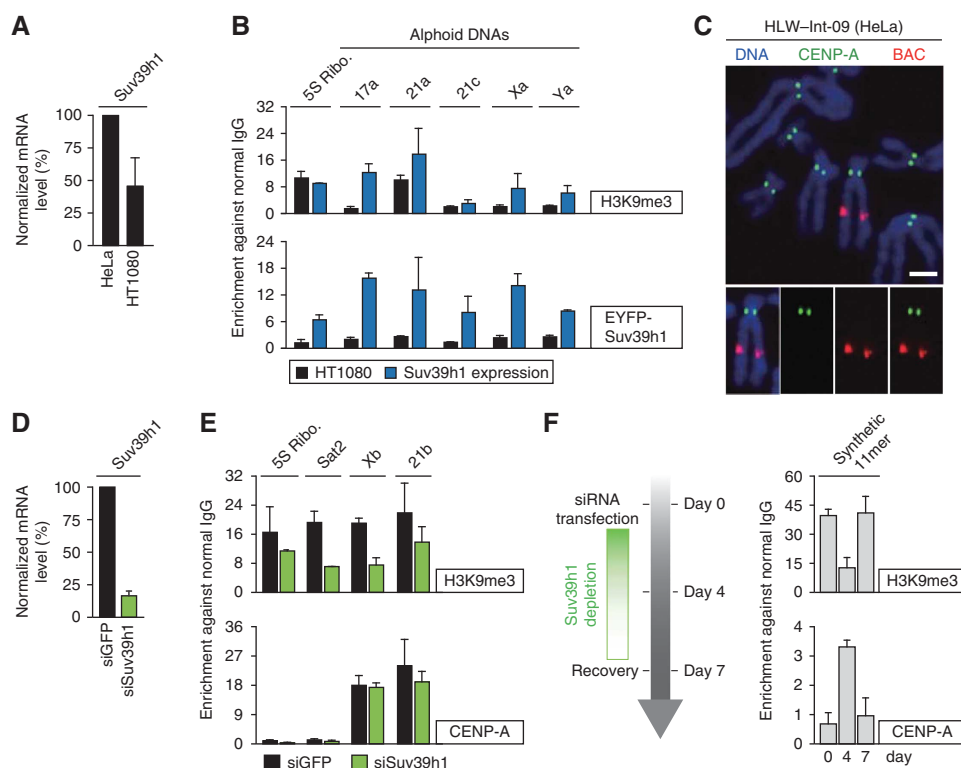 A
Suv39h1
Normalized mRNA
level (%)
100
75
50
25
0
HeLa
HT1080
B
Alphoid DNAs
5S Ribo.
17a
21a
21c
Xa
Ya
Enrichment against normal IgG
32
24
16
8
0
H3K9me3
24
18
12
6
0
EYFP-
Suv39h1
HT1080
Suv39h1 expression
C
HLW–Int-09 (HeLa)
DNA
CENP-A
BAC
D
Suv39h1
Normalized mRNA
level (%)
100
80
60
40
20
0
siGFP
siSuv39h1
E
5S Ribo.
Sat2
Xb
21b
Enrichment against normal IgG
32
24
16
8
0
H3K9me3
36
27
18
9
0
CENP-A
siGFP
siSuv39h1
F
siRNA
transfection
Suv39h1
depletion
Recovery
Day 0
Day 4
Day 7
Synthetic
11mer
Enrichment against normal IgG
60
45
30
15
0
H3K9me3
4
3
2
1
0
CENP-A
0 4 7 day